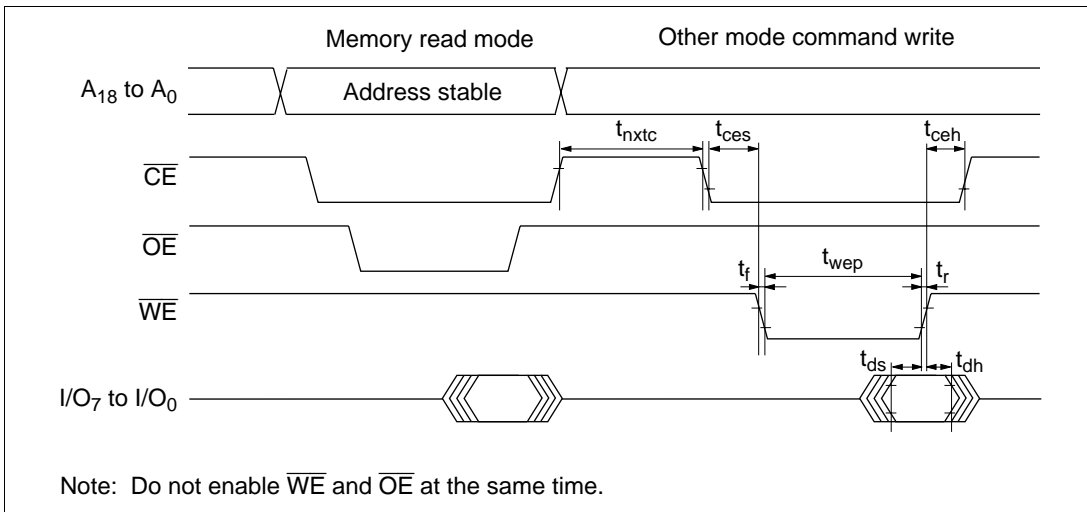 Memory read mode Other mode command write
A18 to A0 Address stable
tnxtc tces tceh
CE
OE
tf twep tr
WE
tds tdh
I/O7 to I/O0
Note: Do not enable WE and OE at the same time.